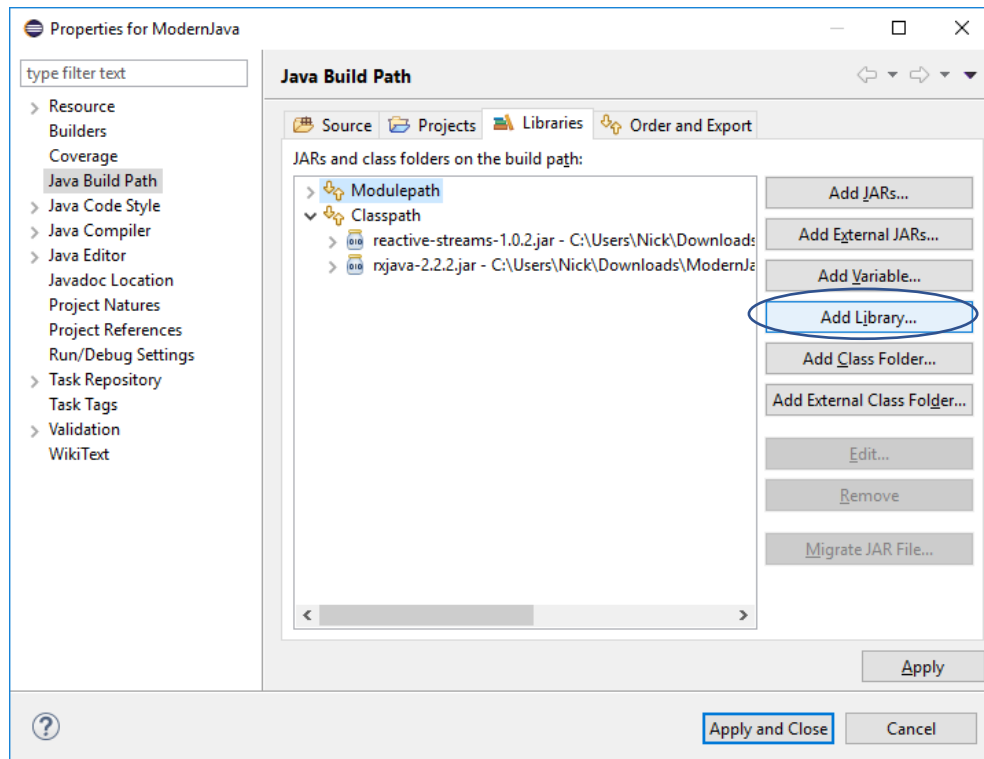 Properties for ModernJava
type filter text
Resource
Builders
Coverage
Java Build Path
Java Code Style
Java Compiler
Java Editor
Javadoc Location
Project Natures
Project References
Run/Debug Settings
Task Repository
Task Tags
Validation
WikiText
Java Build Path
Source Projects Libraries Order and Export
JARs and class folders on the build path:
Modulepath
Classpath
reactive-streams-1.0.2.jar - C:\Users\Nick\Downloads
rxjava-2.2.2.jar - C:\Users\Nick\Downloads\ModernJa
Add JARs...
Add External JARs...
Add Variable...
Add Library...
Add Class Folder...
Add External Class Folder...
Edit...
Remove
Migrate JAR File...
Apply
? Apply and Close Cancel